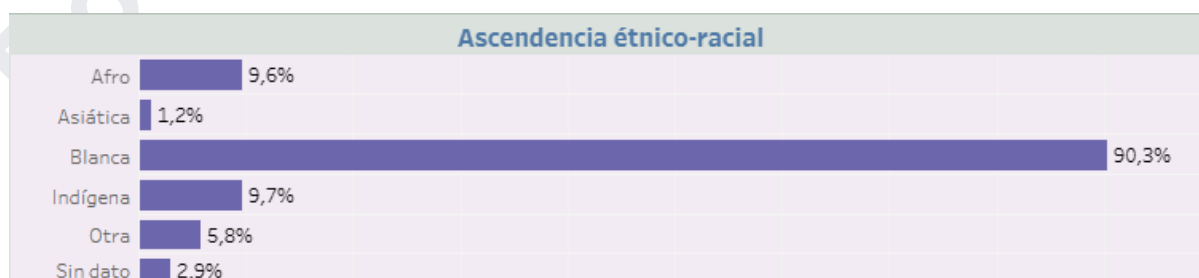 Ascendencia étnico-racial
Afro 9,6%
Asiática 1,2%
Blanca 90,3%
Indígena 9,7%
Otra 5,8%
Sin dato 2,9%